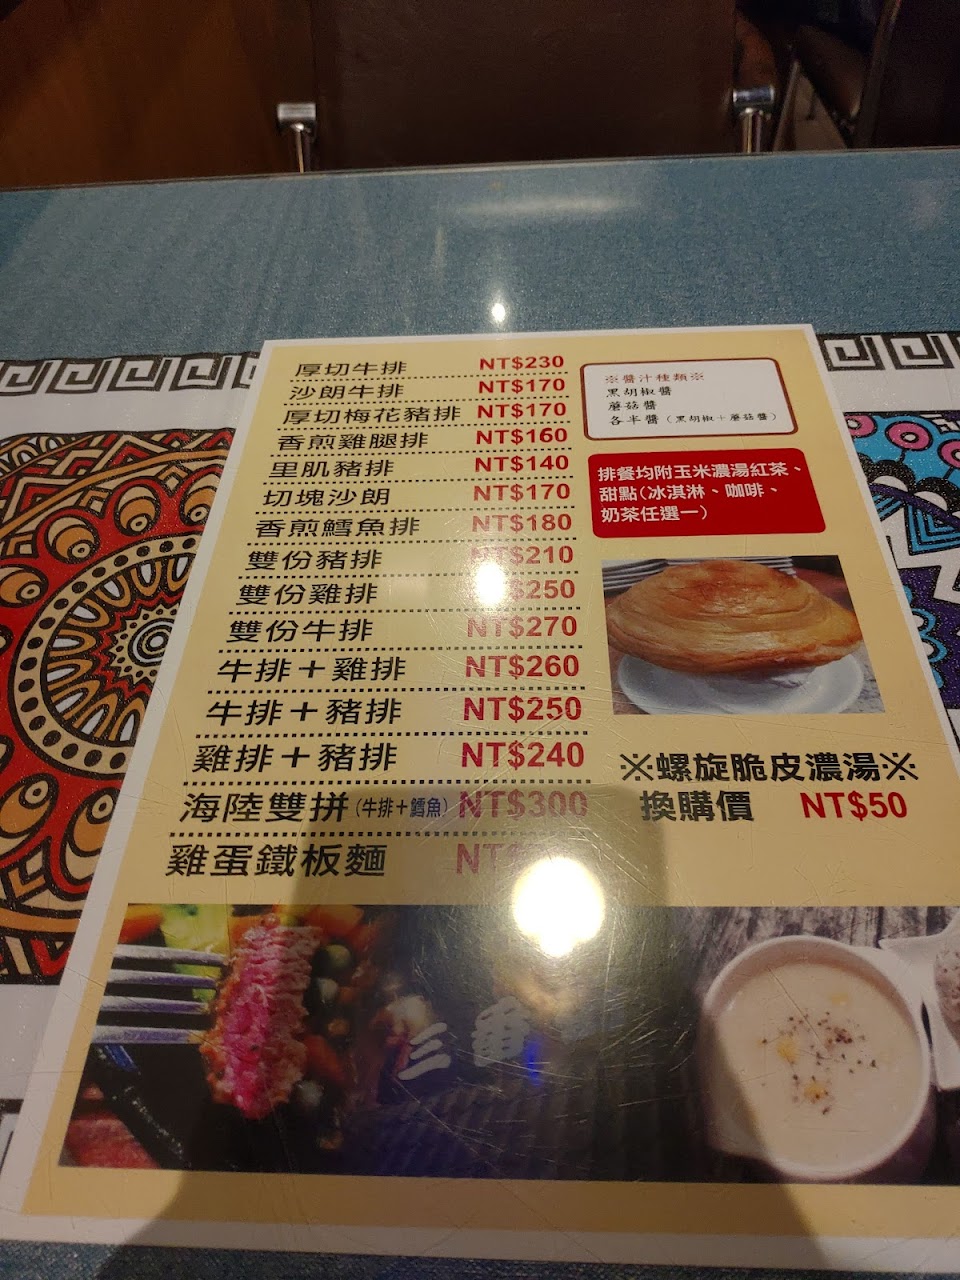 厚切牛排 NT$230
沙朗牛排 NT$170
厚切梅花豬排 NT$170
香煎雞腿排 NT$160
里肌豬排 NT$140
切塊沙朗 NT$170
香煎鱈魚排 NT$180
雙份豬排 NT$210
雙份雞排 NT$250
雙份牛排 NT$270
牛排＋雞排 NT$260
牛排＋豬排 NT$250
雞排＋豬排 NT$240
海陸雙拼(牛排＋鱈魚) NT$300
雞蛋鐵板麵 NT
※醬汁種類※
黑胡椒醬
蘑菇醬
各半醬(黑胡椒＋蘑菇醬)
排餐均附玉米濃湯紅茶、
甜點(冰淇淋、咖啡、
奶茶任選一)
※螺旋脆皮濃湯※
換購價 NT$50
三番